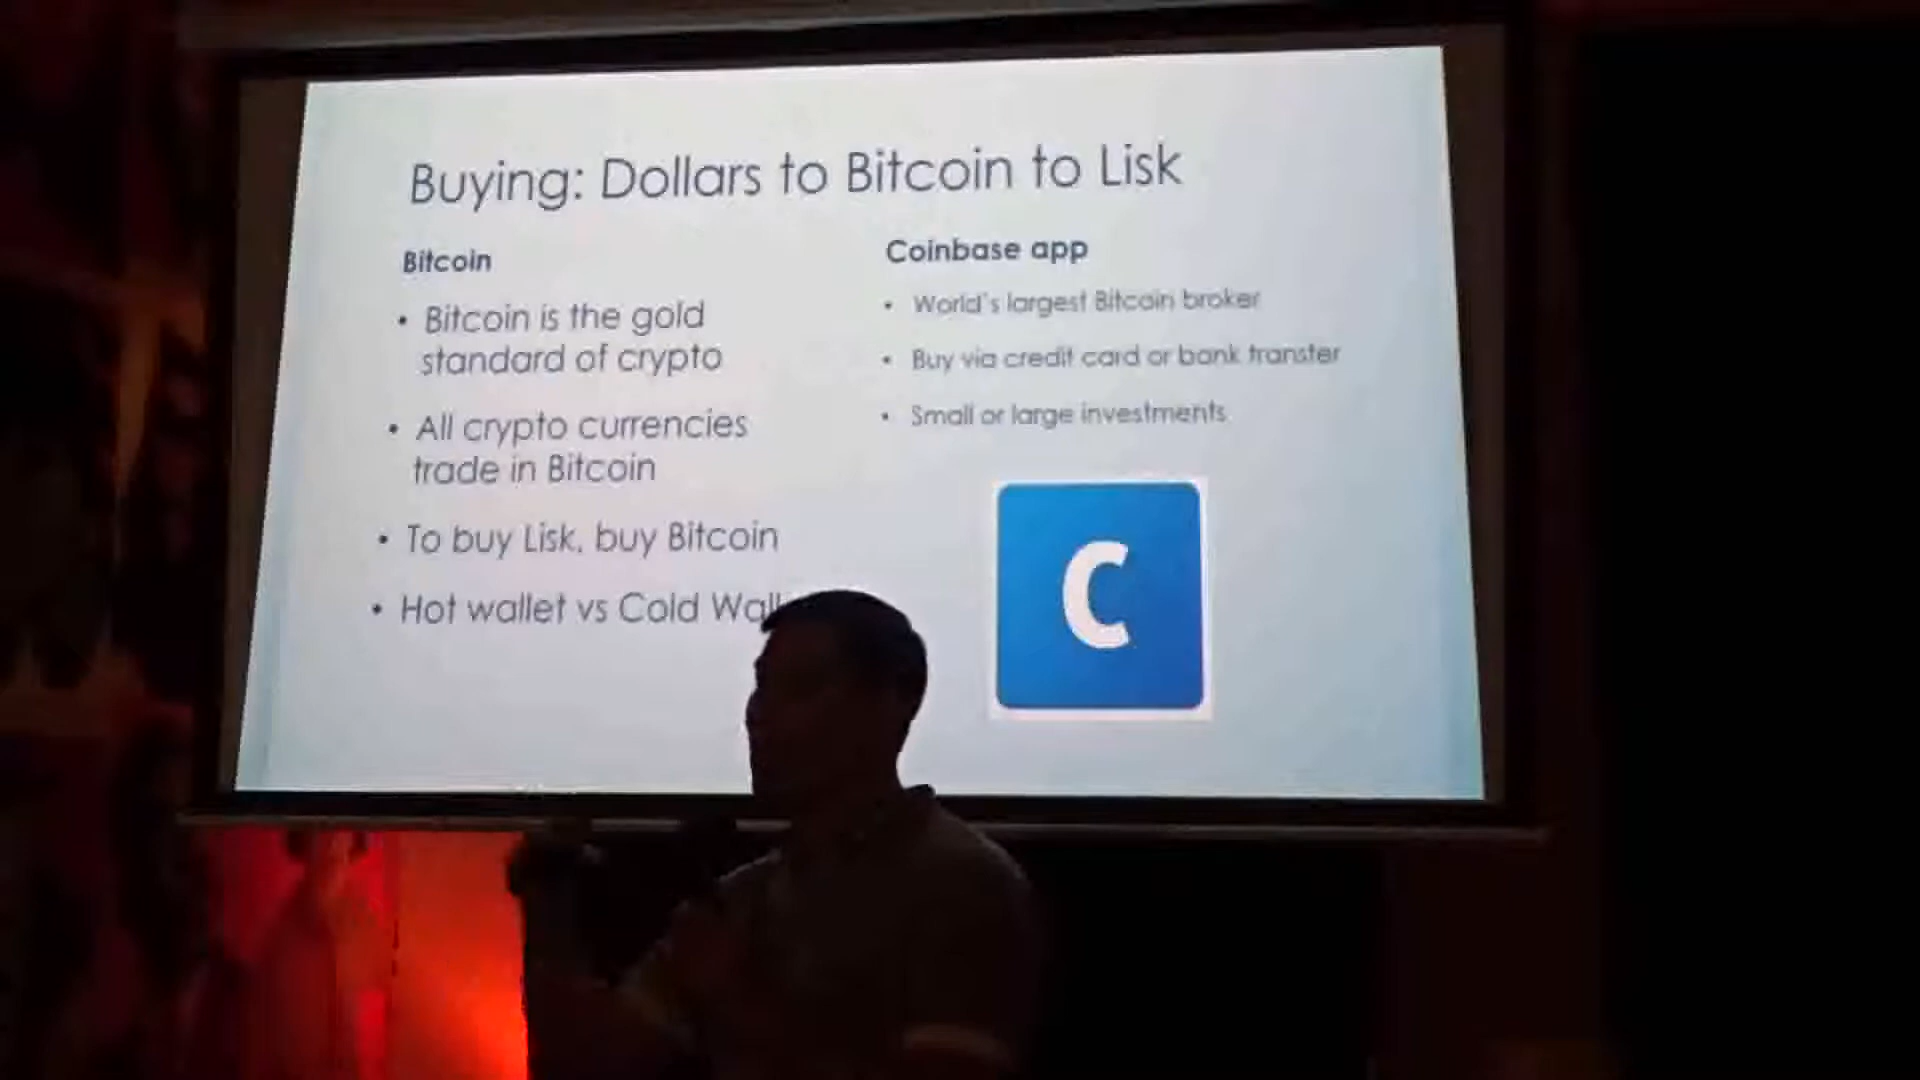 Buying: Dollars to Bitcoin to Lisk
Bitcoin
• Bitcoin is the gold
standard of crypto
• All crypto currencies
trade in Bitcoin
• To buy Lisk, buy Bitcoin
• Hot wallet vs Cold
Coinbase app
• World's largest Bitcoin broker
• Buy via credit card or bank transfer
• Small or large investments
C